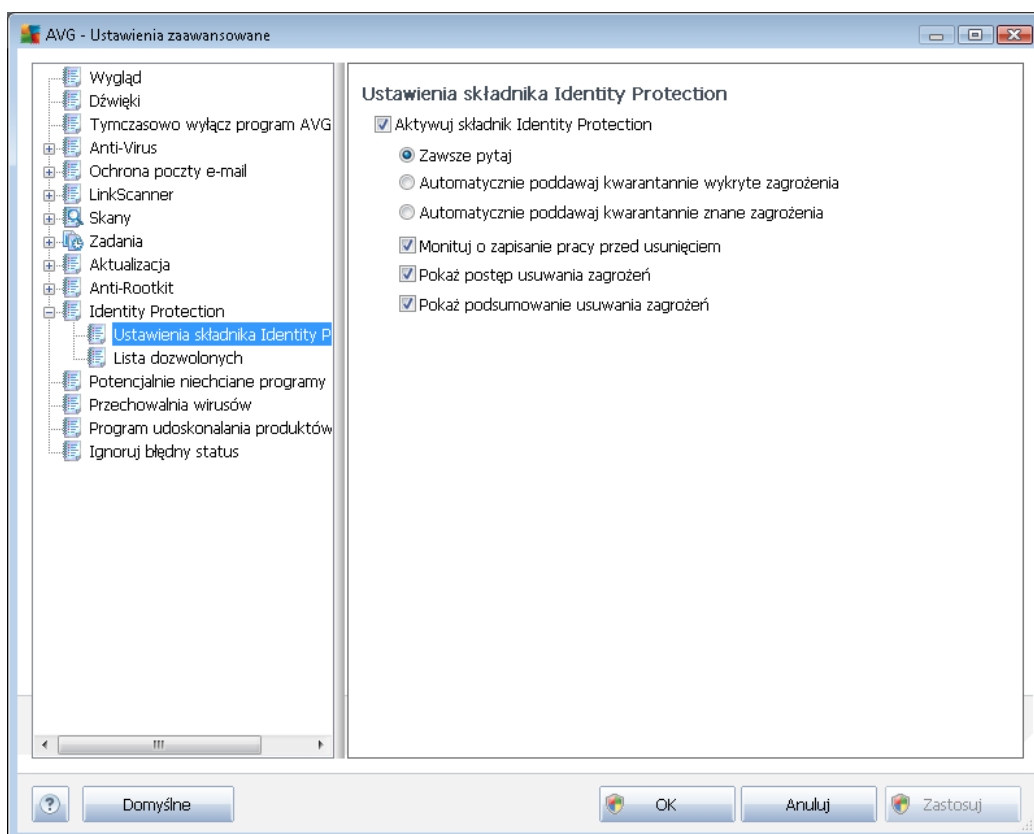 AVG - Ustawienia zaawansowane
Wygląd
Dźwięki
Tymczasowo wyłącz program AVG
Anti-Virus
Ochrona poczty e-mail
LinkScanner
Skany
Zadania
Aktualizacja
Anti-Rootkit
Identity Protection
Ustawienia składnika Identity P
Lista dozwolonych
Potencjalnie niechciane programy
Przechowalnia wirusów
Program udoskonalania produktów
Ignoruj błędny status
Ustawienia składnika Identity Protection
Aktywuj składnik Identity Protection
Zawsze pytaj
Automatycznie poddawaj kwarantannie wykryte zagrożenia
Automatycznie poddawaj kwarantannie znane zagrożenia
Monituj o zapisanie pracy przed usunięciem
Pokaż postęp usuwania zagrożeń
Pokaż podsumowanie usuwania zagrożeń
? Domyślne OK Anuluj Zastosuj